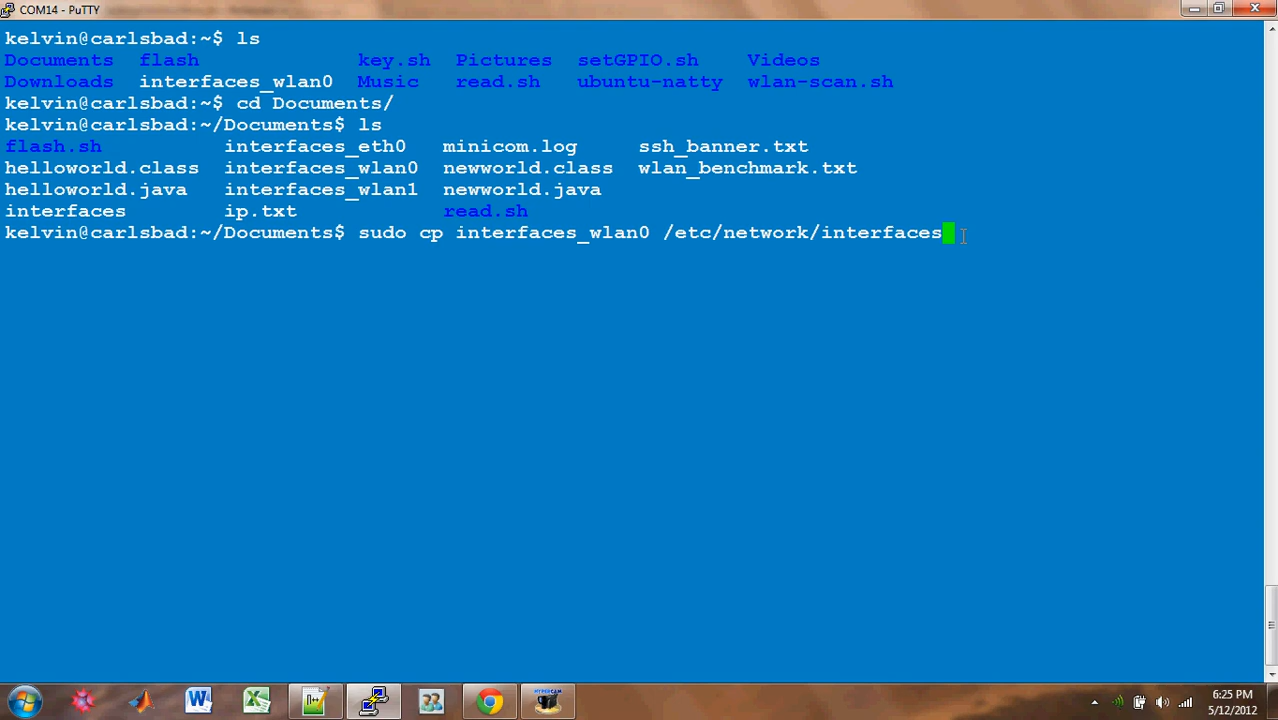 COM14 - PuTTY
kelvin@carlsbad:~$ ls
Documents flash key.sh Pictures setGPIO.sh Videos
Downloads interfaces_wlan0 Music read.sh ubuntu-natty wlan-scan.sh
kelvin@carlsbad:~$ cd Documents/
kelvin@carlsbad:~/Documents$ ls
flash.sh interfaces_eth0 minicom.log ssh_banner.txt
helloworld.class interfaces_wlan0 newworld.class wlan_benchmark.txt
helloworld.java interfaces_wlan1 newworld.java
interfaces ip.txt read.sh
kelvin@carlsbad:~/Documents$ sudo cp interfaces_wlan0 /etc/network/interfaces
6:25 PM
5/12/2012